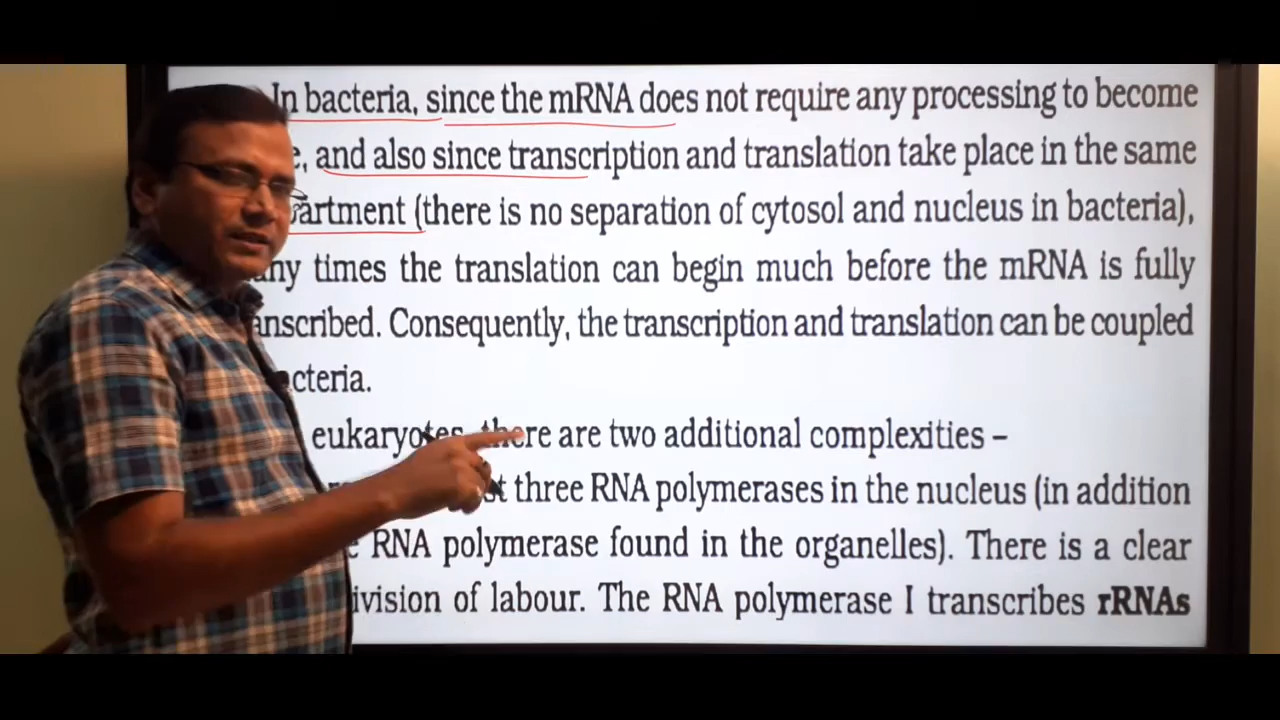 In bacteria, since the mRNA does not require any processing to become
and also since transcription and translation take place in the same
partment (there is no separation of cytosol and nucleus in bacteria),
ny times the translation can begin much before the mRNA is fully
anscribed. Consequently, the transcription and translation can be coupled
cteria.
eukaryotes, there are two additional complexities –
three RNA polymerases in the nucleus (in addition
RNA polymerase found in the organelles). There is a clear
ivision of labour. The RNA polymerase I transcribes rRNAs